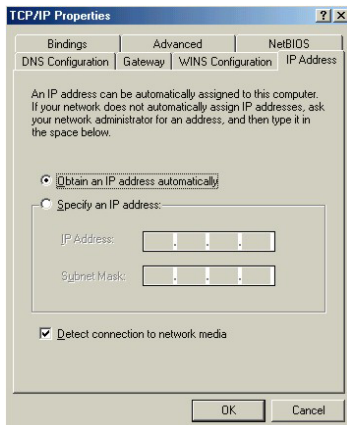 TCP/IP Properties
Bindings Advanced NetBIOS
DNS Configuration Gateway WINS Configuration IP Address
An IP address can be automatically assigned to this computer.
If your network does not automatically assign IP addresses, ask
your network administrator for an address, and then type it in
the space below.
Obtain an IP address automatically
Specify an IP address:
IP Address:
Subnet Mask:
Detect connection to network media
OK Cancel